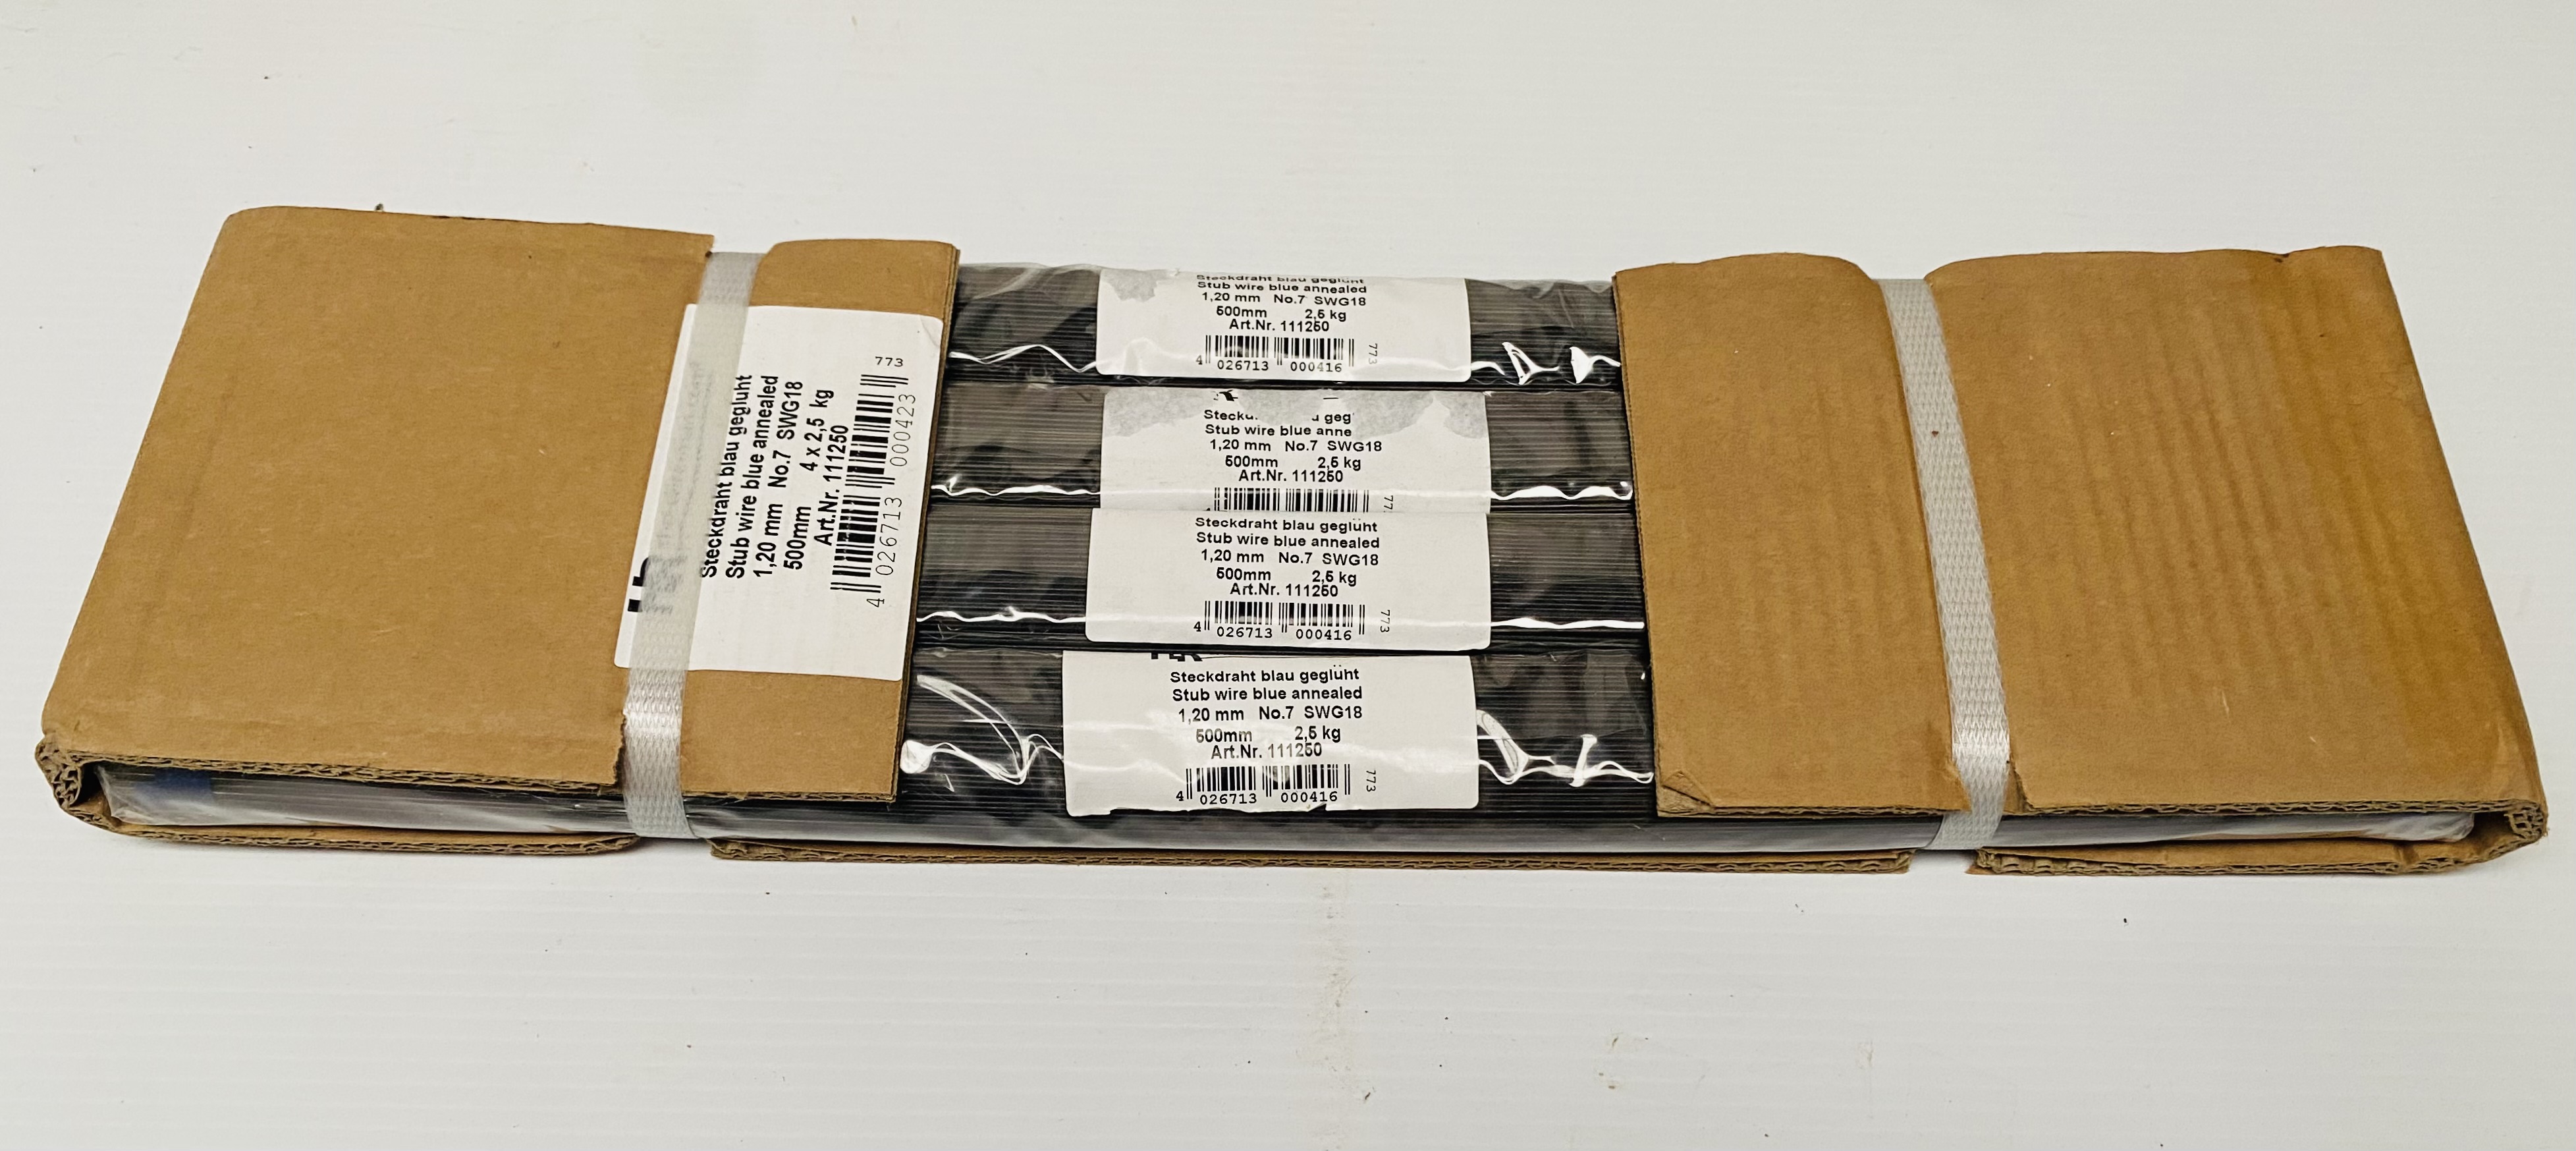 773
Steckdraht blau geglüht
Stub wire blue annealed
1,20 mm No.7 SWG18
500mm 4 x 2,5 kg
Art.Nr. 111250
4 026713 000423
Steckdraht blau geglüht
Stub wire blue annealed
1,20 mm No.7 SWG18
500mm 2,5 kg
Art.Nr. 111250
773
4 026713 000416
geg
Stub wire blue anne
1,20 mm No.7 SWG18
500mm 2,5 kg
Art.Nr. 111250
Steckdraht blau geglüht
Stub wire blue annealed
1,20 mm No.7 SWG18
500mm 2,5 kg
Art.Nr. 111250
773
4 026713 000416
Steckdraht blau geglüht
Stub wire blue annealed
1,20 mm No.7 SWG18
500mm 2,5 kg
Art.Nr. 111250
773
4 026713 000416